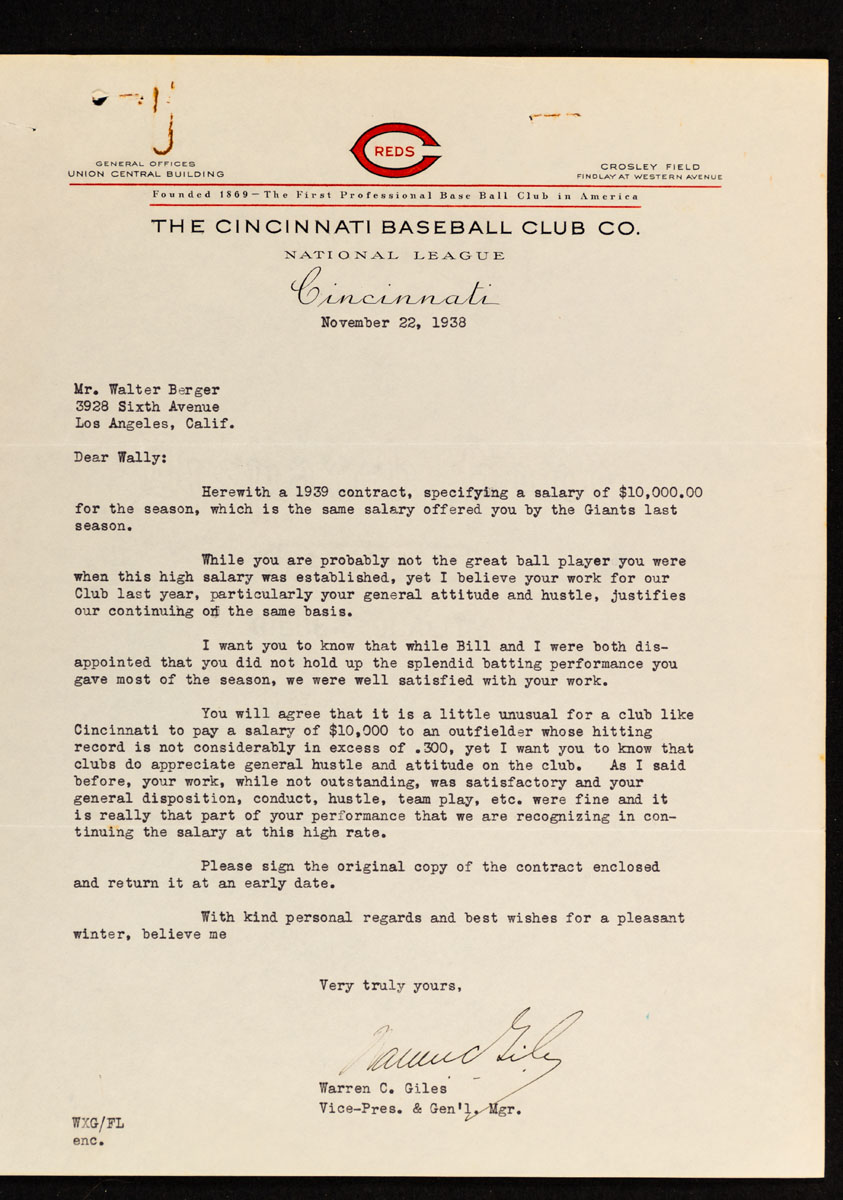 REDS
GENERAL OFFICES
UNION CENTRAL BUILDING
CROSLEY FIELD
FINDLAY AT WESTERN AVENUE
Founded 1869—The First Professional Base Ball Club in America
THE CINCINNATI BASEBALL CLUB CO.
NATIONAL LEAGUE
Cincinnati
November 22, 1938
Mr. Walter Berger
3928 Sixth Avenue
Los Angeles, Calif.
Dear Wally:
Herewith a 1939 contract, specifying a salary of $10,000.00
for the season, which is the same salary offered you by the Giants last
season.
While you are probably not the great ball player you were
when this high salary was established, yet I believe your work for our
Club last year, particularly your general attitude and hustle, justifies
our continuing on the same basis.
I want you to know that while Bill and I were both dis-
appointed that you did not hold up the splendid batting performance you
gave most of the season, we were well satisfied with your work.
You will agree that it is a little unusual for a club like
Cincinnati to pay a salary of $10,000 to an outfielder whose hitting
record is not considerably in excess of .300, yet I want you to know that
clubs do appreciate general hustle and attitude on the club. As I said
before, your work, while not outstanding, was satisfactory and your
general disposition, conduct, hustle, team play, etc. were fine and it
is really that part of your performance that we are recognizing in con-
tinuing the salary at this high rate.
Please sign the original copy of the contract enclosed
and return it at an early date.
With kind personal regards and best wishes for a pleasant
winter, believe me
Very truly yours,
Warren C Giles
Warren C. Giles
Vice-Pres. & Gen'l. Mgr.
WXG/FL
enc.